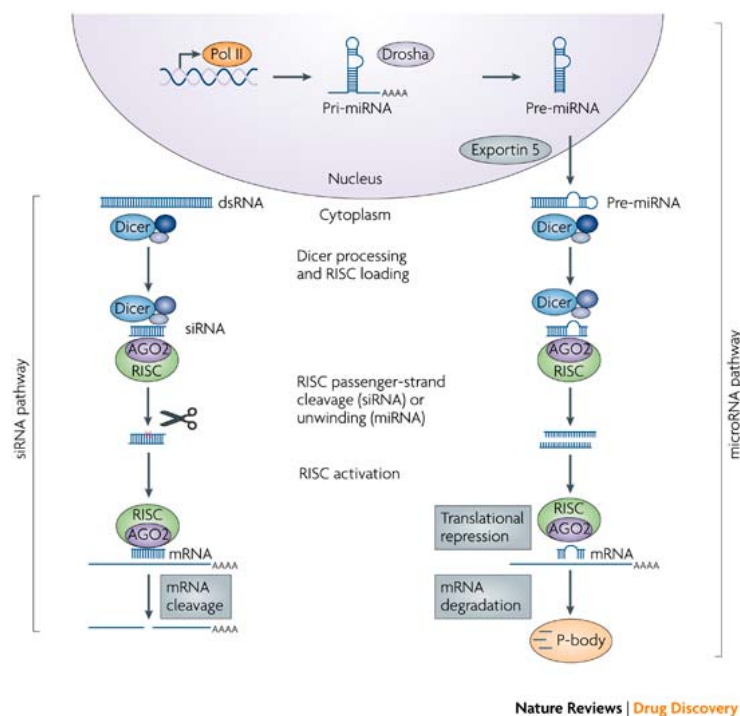 Pol II
Drosha
AAAA
Pri-miRNA
Pre-miRNA
Exportin 5
Nucleus
dsRNA
Cytoplasm
Pre-miRNA
Dicer
Dicer
Dicer processing
and RISC loading
Dicer
Dicer
siRNA
AGO2
RISC
AGO2
RISC
RISC passenger-strand
cleavage (siRNA) or
unwinding (miRNA)
siRNA pathway
microRNA pathway
RISC activation
RISC
AGO2
mRNA
AAAA
Translational
repression
RISC
AGO2
mRNA
AAAA
mRNA
cleavage
mRNA
degradation
AAAA
P-body
Nature Reviews | Drug Discovery